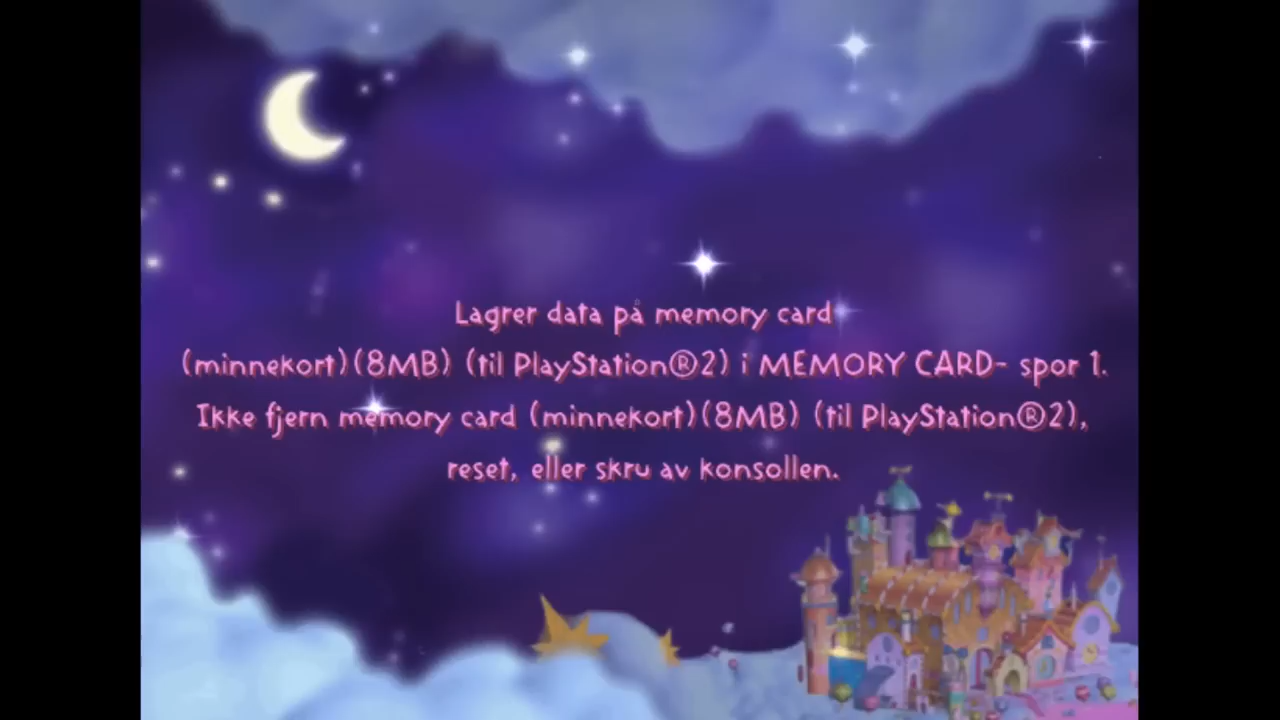 Lagrer data på memory card
(minnekort)(8MB) (til PlayStation®2) i MEMORY CARD- spor 1.
Ikke fjern memory card (minnekort)(8MB) (til PlayStation®2),
reset, eller skru av konsollen.